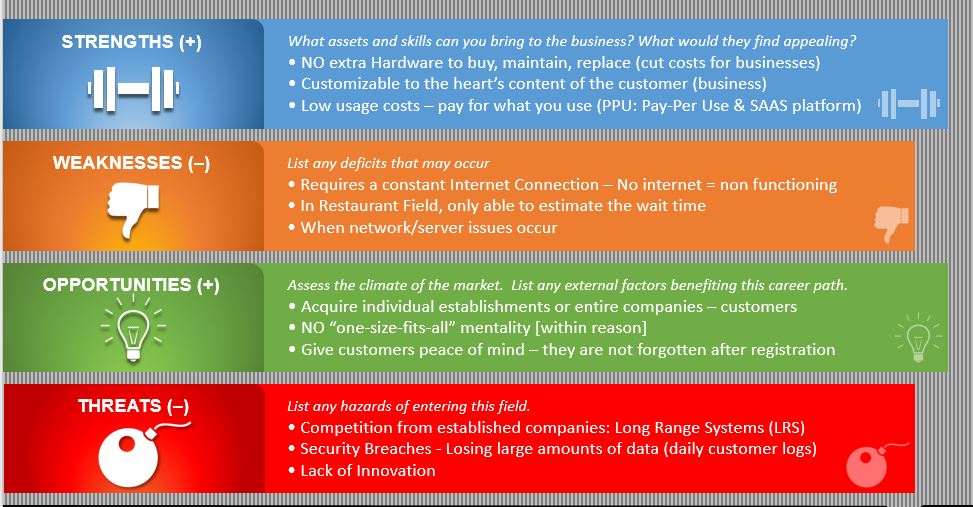 STRENGTHS (+)
What assets and skills can you bring to the business? What would they find appealing?
• NO extra Hardware to buy, maintain, replace (cut costs for businesses)
• Customizable to the heart’s content of the customer (business)
• Low usage costs – pay for what you use (PPU: Pay-Per Use & SAAS platform)
WEAKNESSES (–)
List any deficits that may occur
• Requires a constant Internet Connection – No internet = non functioning
• In Restaurant Field, only able to estimate the wait time
• When network/server issues occur
OPPORTUNITIES (+)
Assess the climate of the market.  List any external factors benefiting this career path.
• Acquire individual establishments or entire companies – customers
• NO “one-size-fits-all” mentality [within reason]
• Give customers peace of mind – they are not forgotten after registration
THREATS (–)
List any hazards of entering this field.
• Competition from established companies: Long Range Systems (LRS)
• Security Breaches - Losing large amounts of data (daily customer logs)
• Lack of Innovation